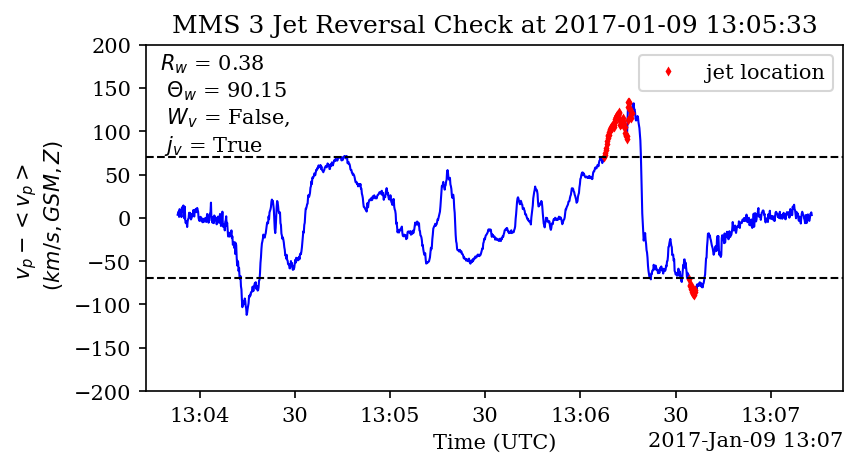 MMS 3 Jet Reversal Check at 2017-01-09 13:05:33
R_w = 0.38
Θ_w = 90.15
W_v = False,
j_v = True
jet location
200
150
100
50
0
−50
−100
−150
−200
v_p − < v_p >
(km/s, GSM, Z)
13:04 30 13:05 30 13:06 30 13:07
Time (UTC)
2017-Jan-09 13:07